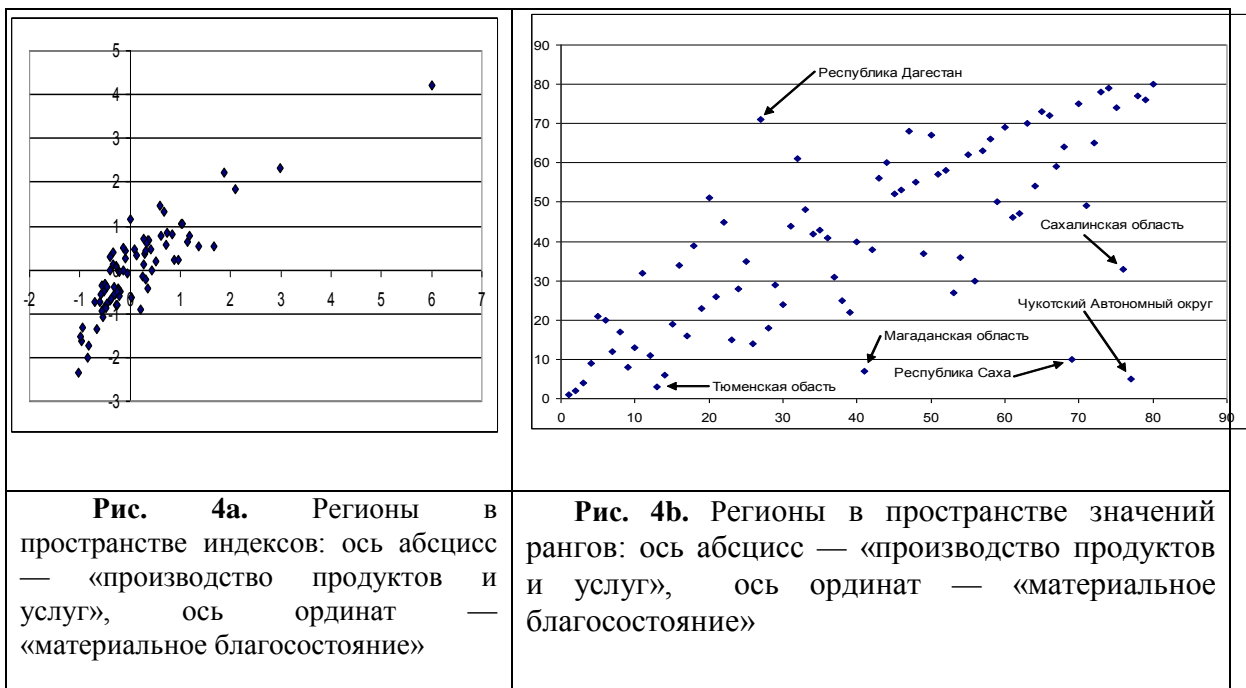 5
4
3
2
1
0
-2 -1 0 1 2 3 4 5 6 7
-1
-2
-3
90
80
70
60
50
40
30
20
10
0
Республика Дагестан
Сахалинская область
Чукотский Автономный округ
Магаданская область
Республика Саха
Тюменская обасть
0 10 20 30 40 50 60 70 80 90
Рис. 4a. Регионы в
пространстве индексов: ось абсцисс
— «производство продуктов и
услуг», ось ординат —
«материальное благосостояние»
Рис. 4b. Регионы в пространстве значений
рангов: ось абсцисс — «производство продуктов
и услуг», ось ординат — «материальное
благосостояние»